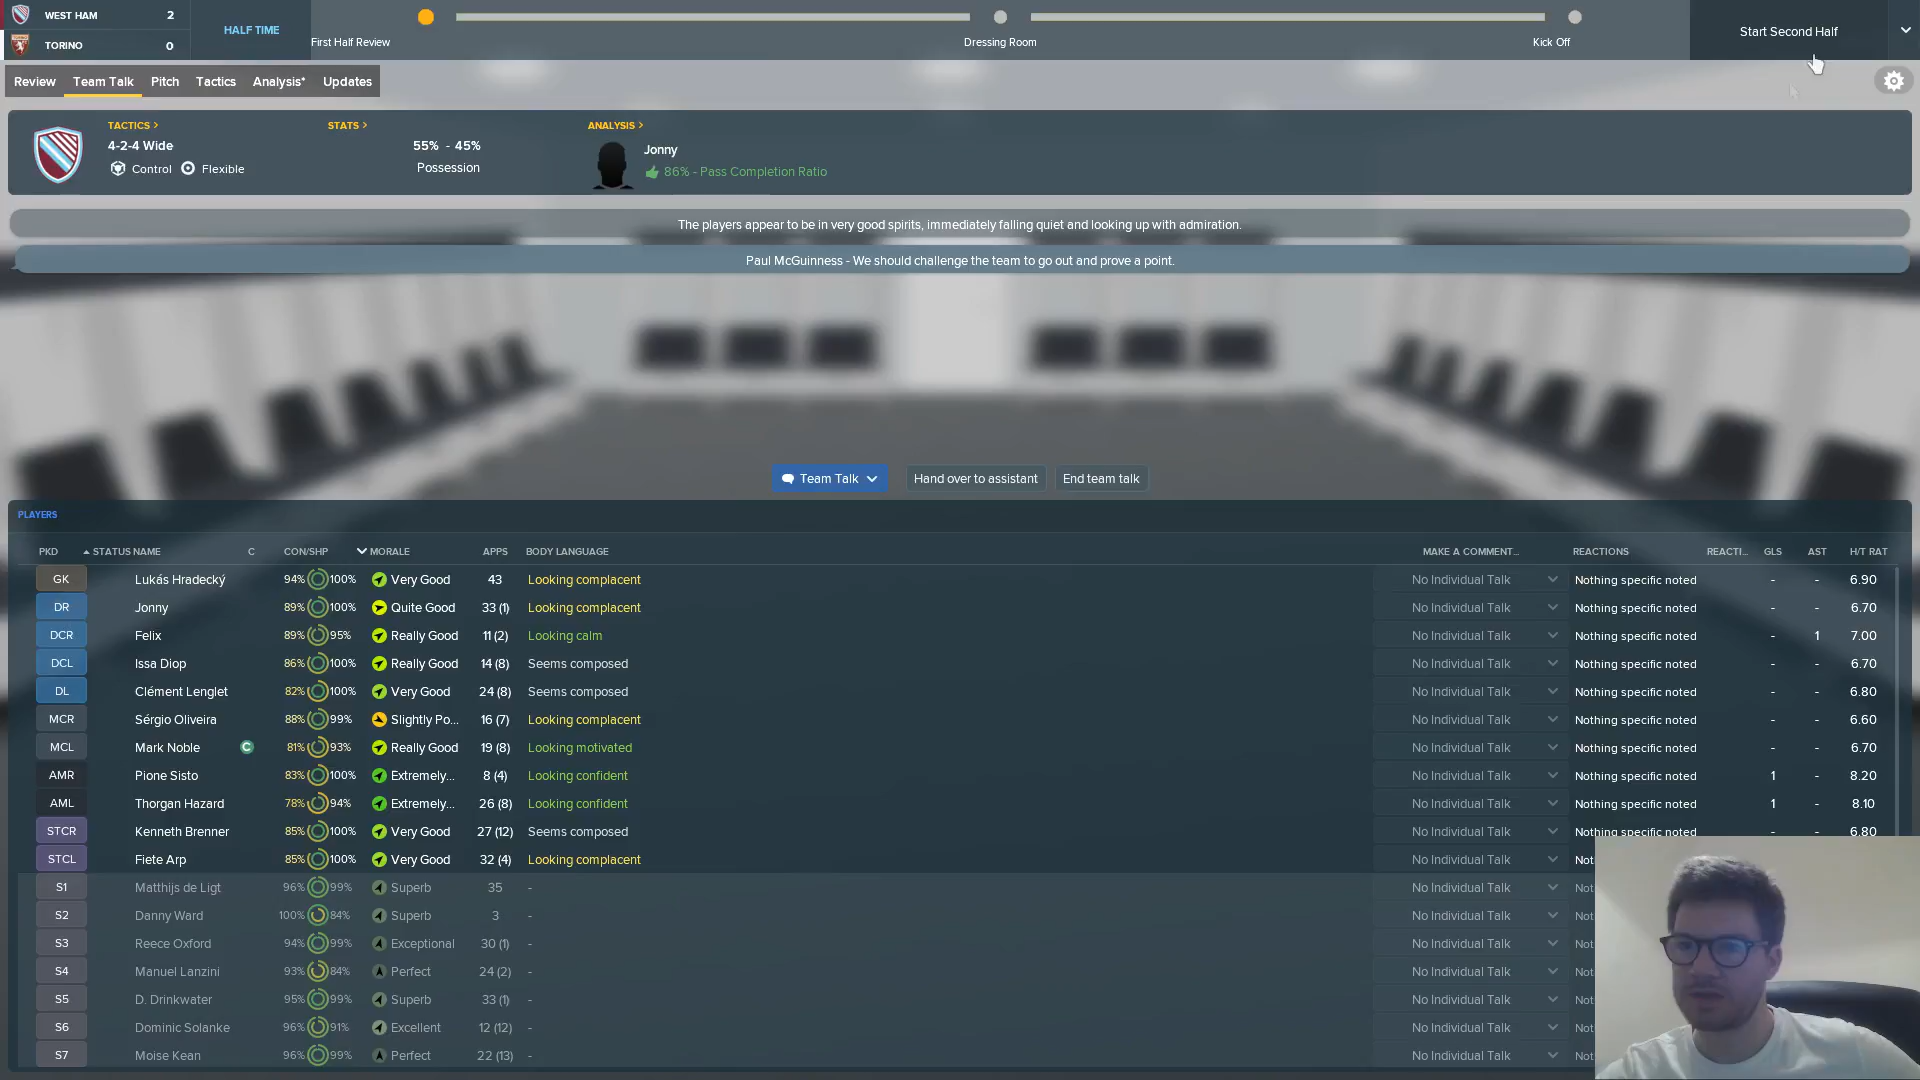 WEST HAM 2
TORINO 0
HALF TIME
First Half Review
Dressing Room
Kick Off
Start Second Half
Review Team Talk Pitch Tactics Analysis* Updates
TACTICS >
4-2-4 Wide
Control Flexible
STATS >
55% - 45%
Possession
ANALYSIS >
Jonny
86% - Pass Completion Ratio
The players appear to be in very good spirits, immediately falling quiet and looking up with admiration.
Paul McGuinness - We should challenge the team to go out and prove a point.
Team Talk Hand over to assistant End team talk
PLAYERS
PKD STATUS NAME C CON/SHP MORALE APPS BODY LANGUAGE MAKE A COMMENT... REACTIONS REACTI... GLS AST H/T RAT
GK Lukás Hradecký 94% 100% Very Good 43 Looking complacent No Individual Talk Nothing specific noted - - 6.90
DR Jonny 89% 100% Quite Good 33 (1) Looking complacent No Individual Talk Nothing specific noted - - 6.70
DCR Felix 89% 95% Really Good 11 (2) Looking calm No Individual Talk Nothing specific noted - 1 7.00
DCL Issa Diop 86% 100% Really Good 14 (8) Seems composed No Individual Talk Nothing specific noted - - 6.70
DL Clément Lenglet 82% 100% Very Good 24 (8) Seems composed No Individual Talk Nothing specific noted - - 6.80
MCR Sérgio Oliveira 88% 99% Slightly Po... 16 (7) Looking complacent No Individual Talk Nothing specific noted - - 6.60
MCL Mark Noble C 81% 93% Really Good 19 (8) Looking motivated No Individual Talk Nothing specific noted - - 6.70
AMR Pione Sisto 83% 100% Extremely... 8 (4) Looking confident No Individual Talk Nothing specific noted 1 - 8.20
AML Thorgan Hazard 78% 94% Extremely... 26 (8) Looking confident No Individual Talk Nothing specific noted 1 - 8.10
STCR Kenneth Brenner 85% 100% Very Good 27 (12) Seems composed No Individual Talk Nothing specific noted - - 6.80
STCL Fiete Arp 85% 100% Very Good 32 (4) Looking complacent No Individual Talk Not
S1 Matthijs de Ligt 96% 99% Superb 35 - No Individual Talk Not
S2 Danny Ward 100% 84% Superb 3 - No Individual Talk Not
S3 Reece Oxford 94% 99% Exceptional 30 (1) - No Individual Talk Not
S4 Manuel Lanzini 93% 84% Perfect 24 (2) - No Individual Talk Not
S5 D. Drinkwater 95% 99% Superb 33 (1) - No Individual Talk Not
S6 Dominic Solanke 96% 91% Excellent 12 (12) - No Individual Talk Not
S7 Moise Kean 96% 99% Perfect 22 (13) - No Individual Talk Not